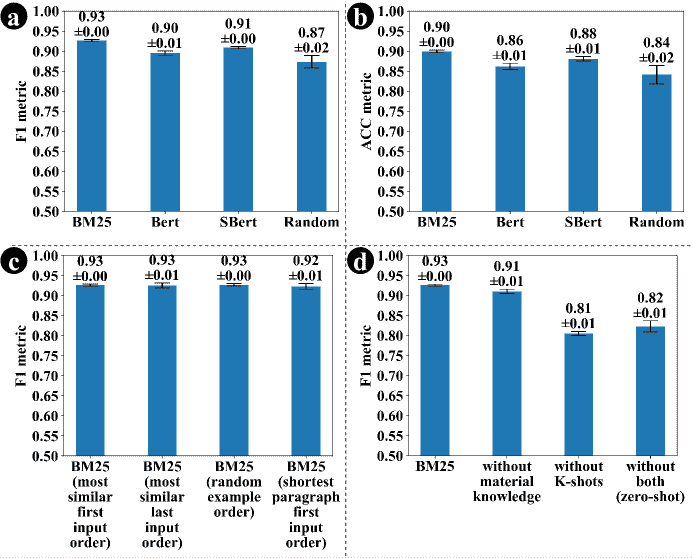 a
0.93
±0.00
0.90
±0.01
0.91
±0.00
0.87
±0.02
1.00
0.95
0.90
0.85
0.80
0.75
0.70
0.65
0.60
0.55
0.50
F1 metric
BM25 Bert SBert Random
b
0.90
±0.00
0.86
±0.01
0.88
±0.01
0.84
±0.02
1.00
0.95
0.90
0.85
0.80
0.75
0.70
0.65
0.60
0.55
0.50
ACC metric
BM25 Bert SBert Random
c
0.93
±0.00
0.93
±0.01
0.93
±0.00
0.92
±0.01
1.00
0.95
0.90
0.85
0.80
0.75
0.70
0.65
0.60
0.55
0.50
F1 metric
BM25
(most
similar
first
input
order)
BM25
(most
similar
last
input
order)
BM25
(random
example
order)
BM25
(shortest
paragraph
first
input
order)
d
0.93
±0.00
0.91
±0.01
0.81
±0.01
0.82
±0.01
1.00
0.95
0.90
0.85
0.80
0.75
0.70
0.65
0.60
0.55
0.50
F1 metric
BM25
without
material
knowledge
without
K-shots
without
both
(zero-shot)